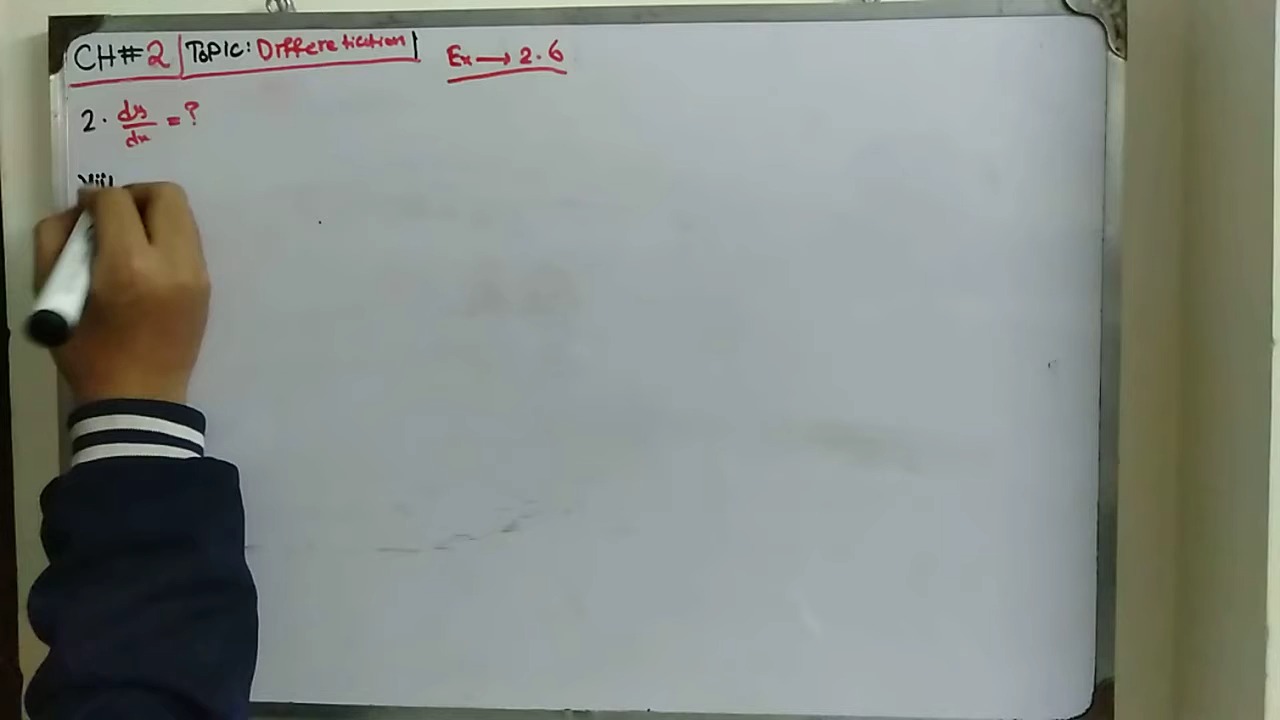 CH#2 | TOPIC: Differetiation | Ex → 2.6
2. dy/dx = ?